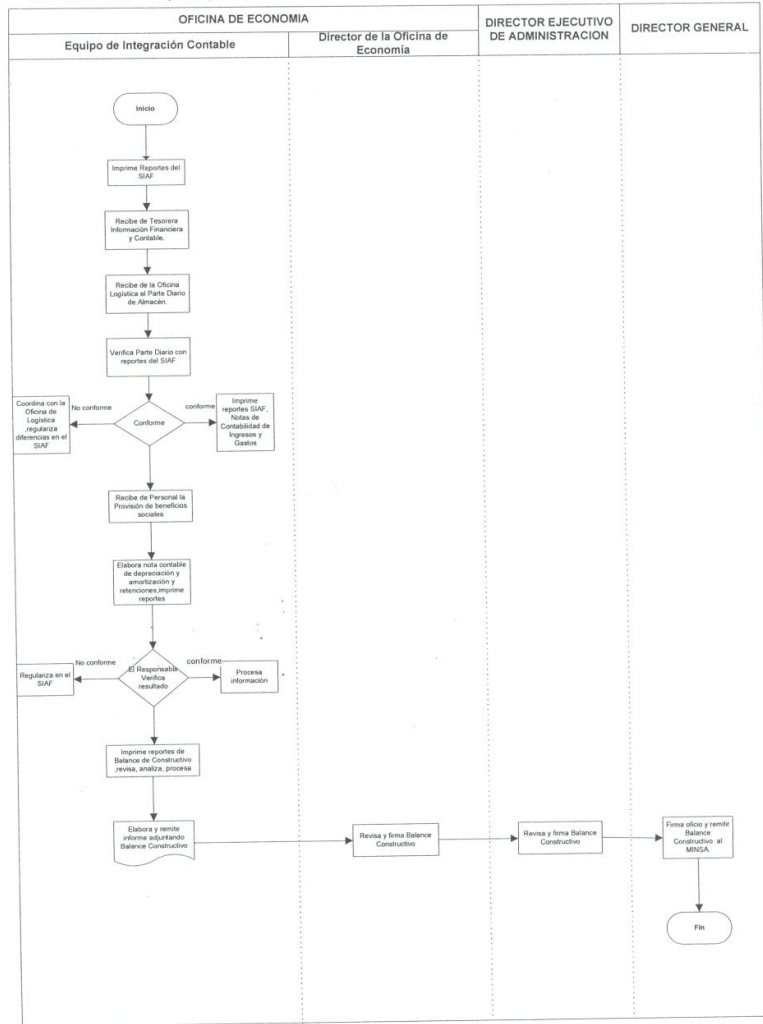 OFICINA DE ECONOMIA
DIRECTOR EJECUTIVO
DE ADMINISTRACION
DIRECTOR GENERAL
Equipo de Integración Contable
Director de la Oficina de
Economía
Inicio
Imprime Reportes del
SIAF
Recibe de Tesorera
Información Financiera
y Contable.
Recibe de la Oficina
Logística el Parte Diario
de Almacén.
Verifica Parte Diario con
reportes del SIAF
Coordina con la
Oficina de
Logística
,regulariza
diferencias en el
SIAF
No conforme
Conforme
conforme
Imprime
reportes SIAF,
Notas de
Contabilidad de
Ingresos y
Gastos
Recibe de Personal la
Provisión de beneficios
sociales
Elabora nota contable
de depreciación y
amortización y
retenciones,imprime
reportes
Regulariza en el
SIAF
No conforme
El Responsable
Verifica
resultado
conforme
Procesa
información
Imprime reportes de
Balance de Constructivo
,revisa, analiza, procesa
Elabora y remite
informe adjuntando
Balance Constructivo
Revisa y firma Balance
Constructivo
Revisa y firma Balance
Constructivo
Firma oficio y remitir
Balance
Constructivo al
MINSA.
Fin